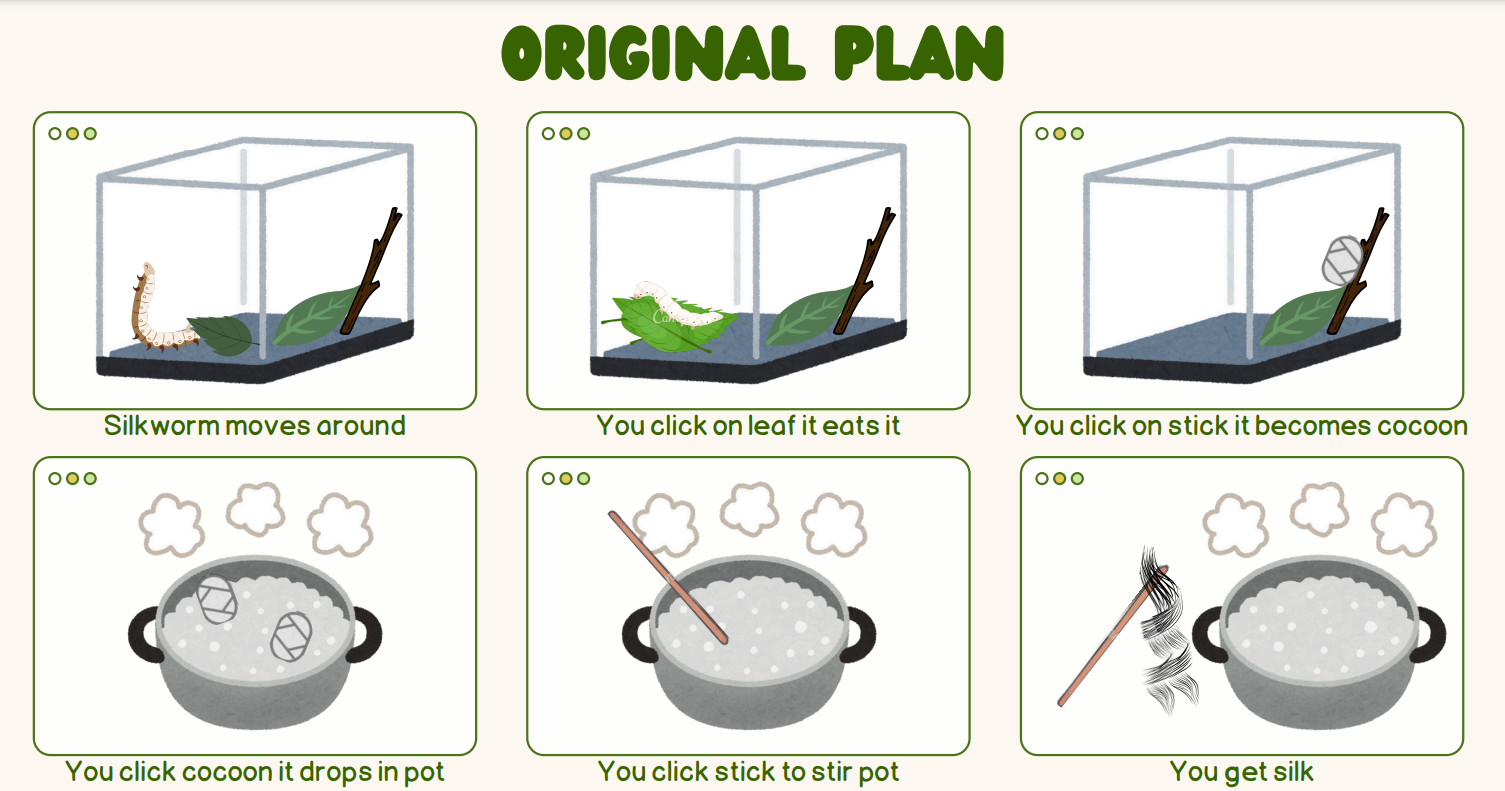 ORIGINAL PLAN
Silkworm moves around
You click on leaf it eats it
You click on stick it becomes cocoon
You click cocoon it drops in pot
You click stick to stir pot
You get silk